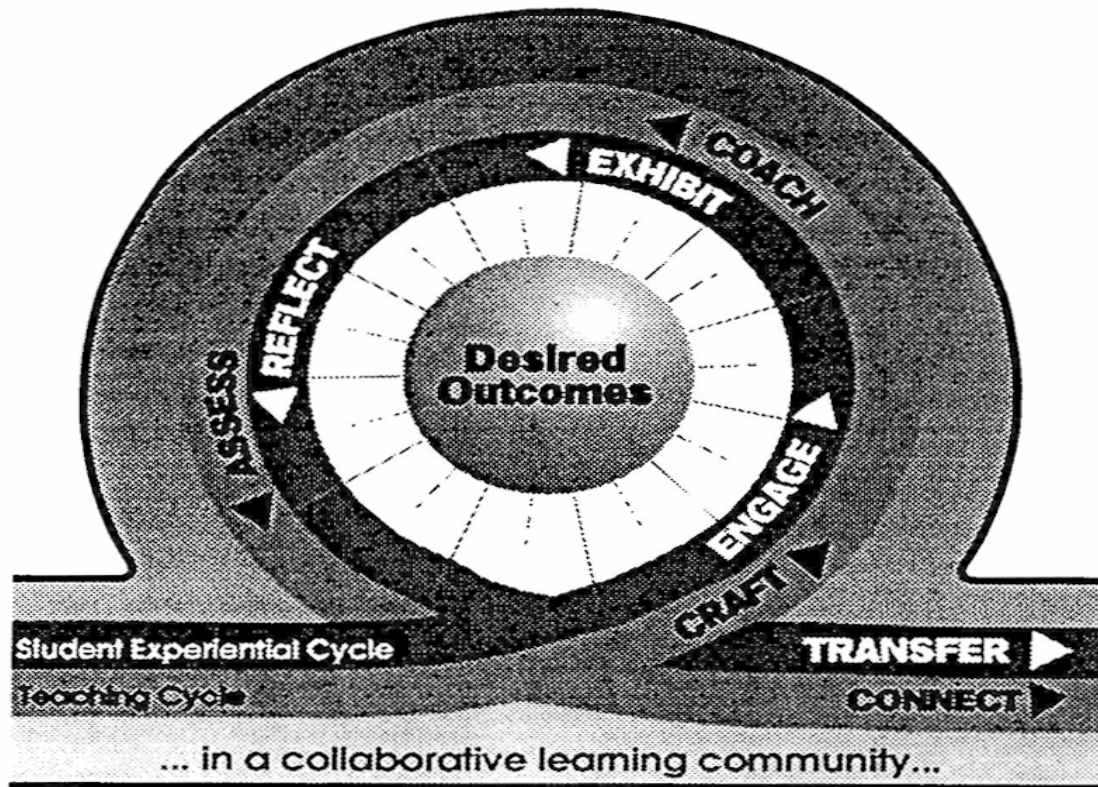 COACH
EXHIBIT
REFLECT
Desired
Outcomes
ASSESS
ENGAGE
CRAFT
Student Experiential Cycle
TRANSFER
Teaching Cycle
CONNECT
... in a collaborative learning community...